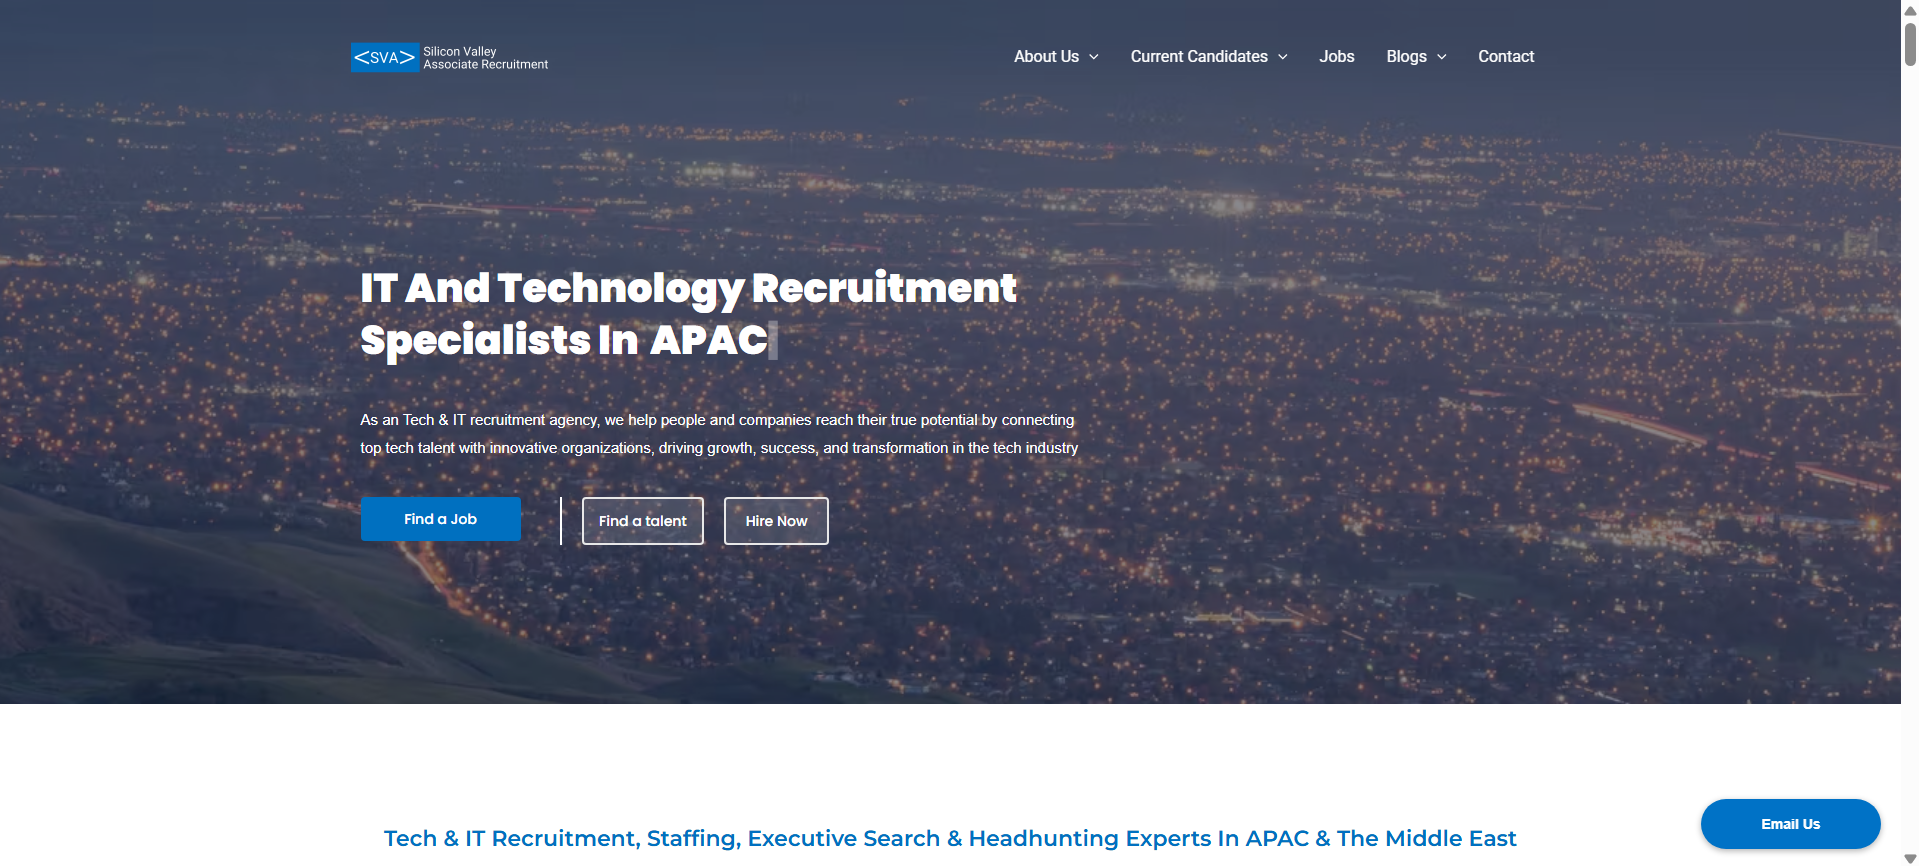 <SVA> Silicon Valley
Associate Recruitment
About Us
Current Candidates
Jobs
Blogs
Contact
IT And Technology Recruitment
Specialists In APAC
As an Tech & IT recruitment agency, we help people and companies reach their true potential by connecting
top tech talent with innovative organizations, driving growth, success, and transformation in the tech industry
Find a Job
Find a talent
Hire Now
Tech & IT Recruitment, Staffing, Executive Search & Headhunting Experts In APAC & The Middle East
Email Us